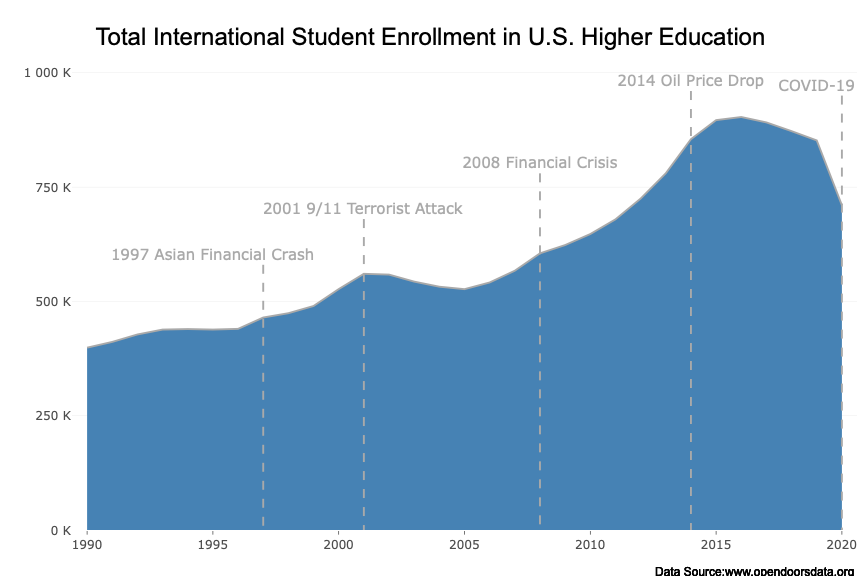 Total International Student Enrollment in U.S. Higher Education
1 000 K
2014 Oil Price Drop
COVID-19
2008 Financial Crisis
750 K
2001 9/11 Terrorist Attack
1997 Asian Financial Crash
500 K
250 K
0 K
1990
1995
2000
2005
2010
2015
2020
Data Source:www.opendoorsdata.org